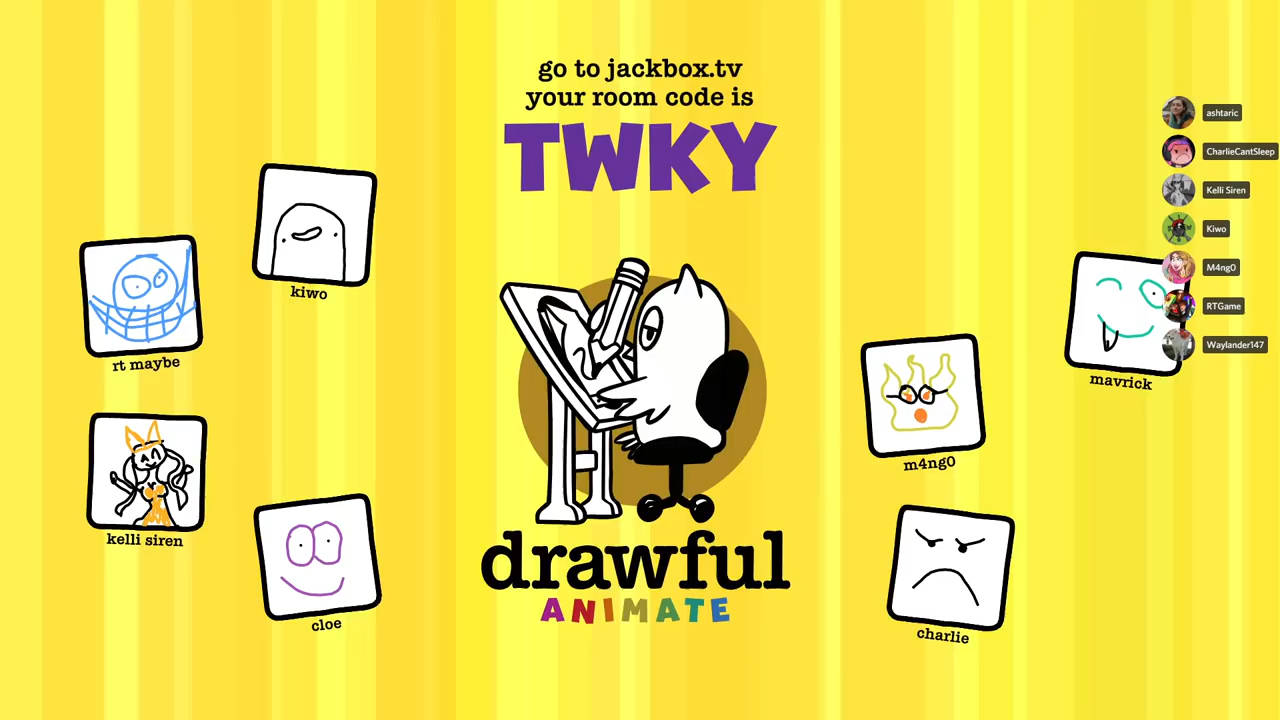 go to jackbox.tv
your room code is
TWKY
ashtaric
CharlieCantSleep
Kelli Siren
Kiwo
M4ng0
RTGame
Waylander147
kiwo
rt maybe
mavrick
m4ng0
kelli siren
cloe
charlie
drawful
ANIMATE